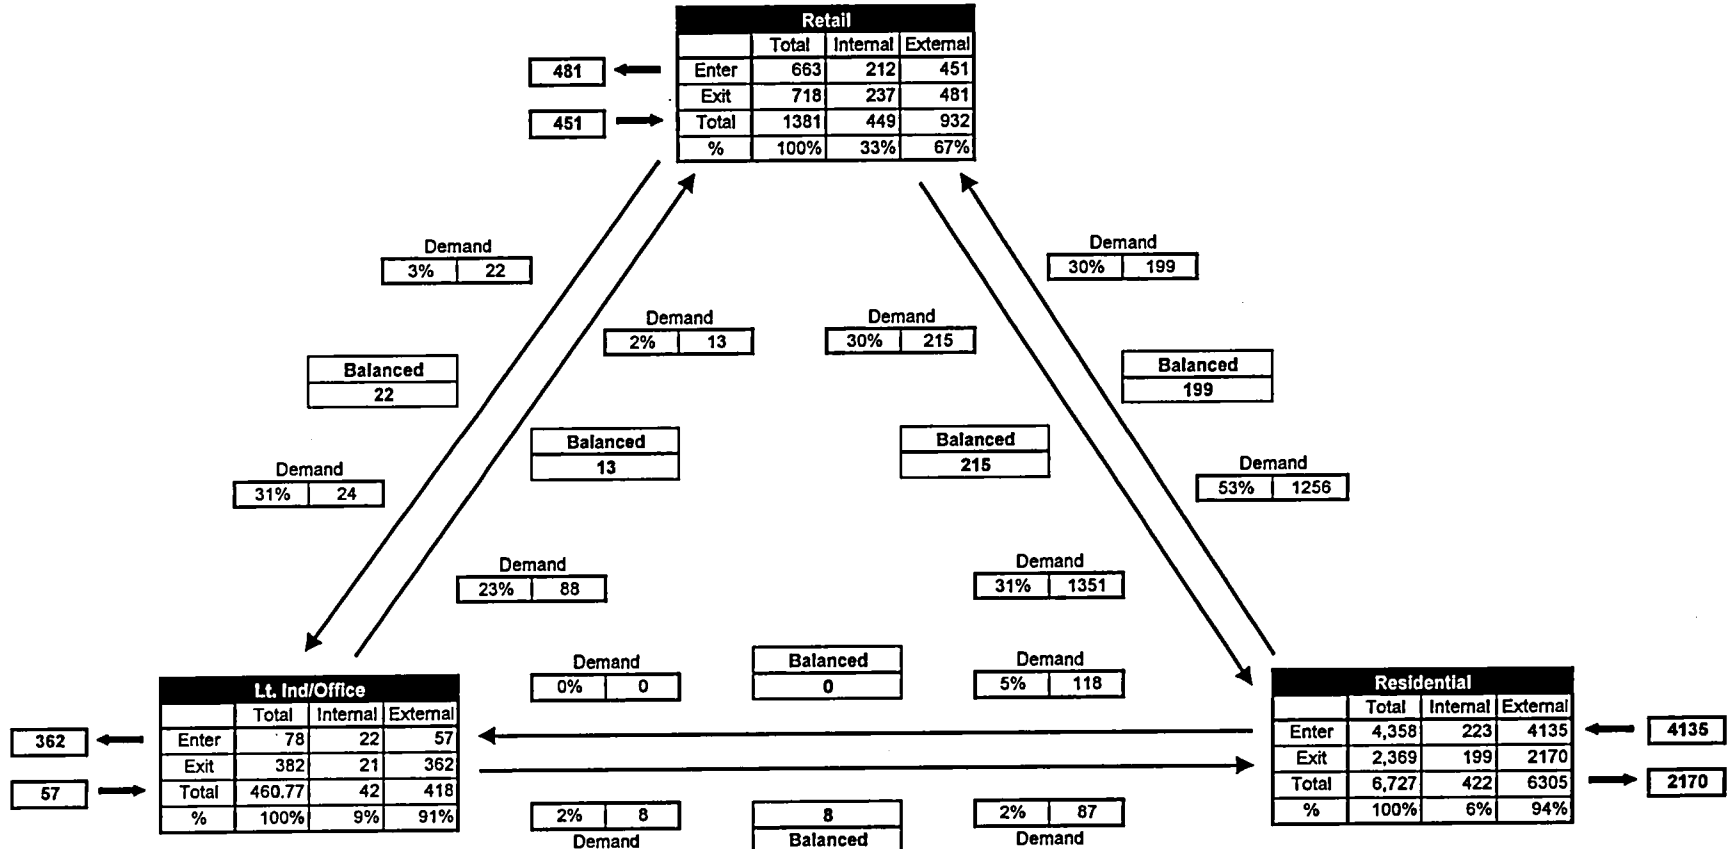 Retail
Total Internal External
Enter 663 212 451
Exit 718 237 481
Total 1381 449 932
% 100% 33% 67%
481
451
Demand
3% 22
Demand
30% 199
Demand
2% 13
Demand
30% 215
Balanced
22
Balanced
199
Balanced
13
Balanced
215
Demand
31% 24
Demand
53% 1256
Demand
23% 88
Demand
31% 1351
Demand
0% 0
Balanced
0
Demand
5% 118
Lt. Ind/Office
Total Internal External
Enter 78 22 57
Exit 382 21 362
Total 460.77 42 418
% 100% 9% 91%
362
57
Residential
Total Internal External
Enter 4,358 223 4135
Exit 2,369 199 2170
Total 6,727 422 6305
% 100% 6% 94%
4135
2170
2% 8
Demand
8
Balanced
2% 87
Demand